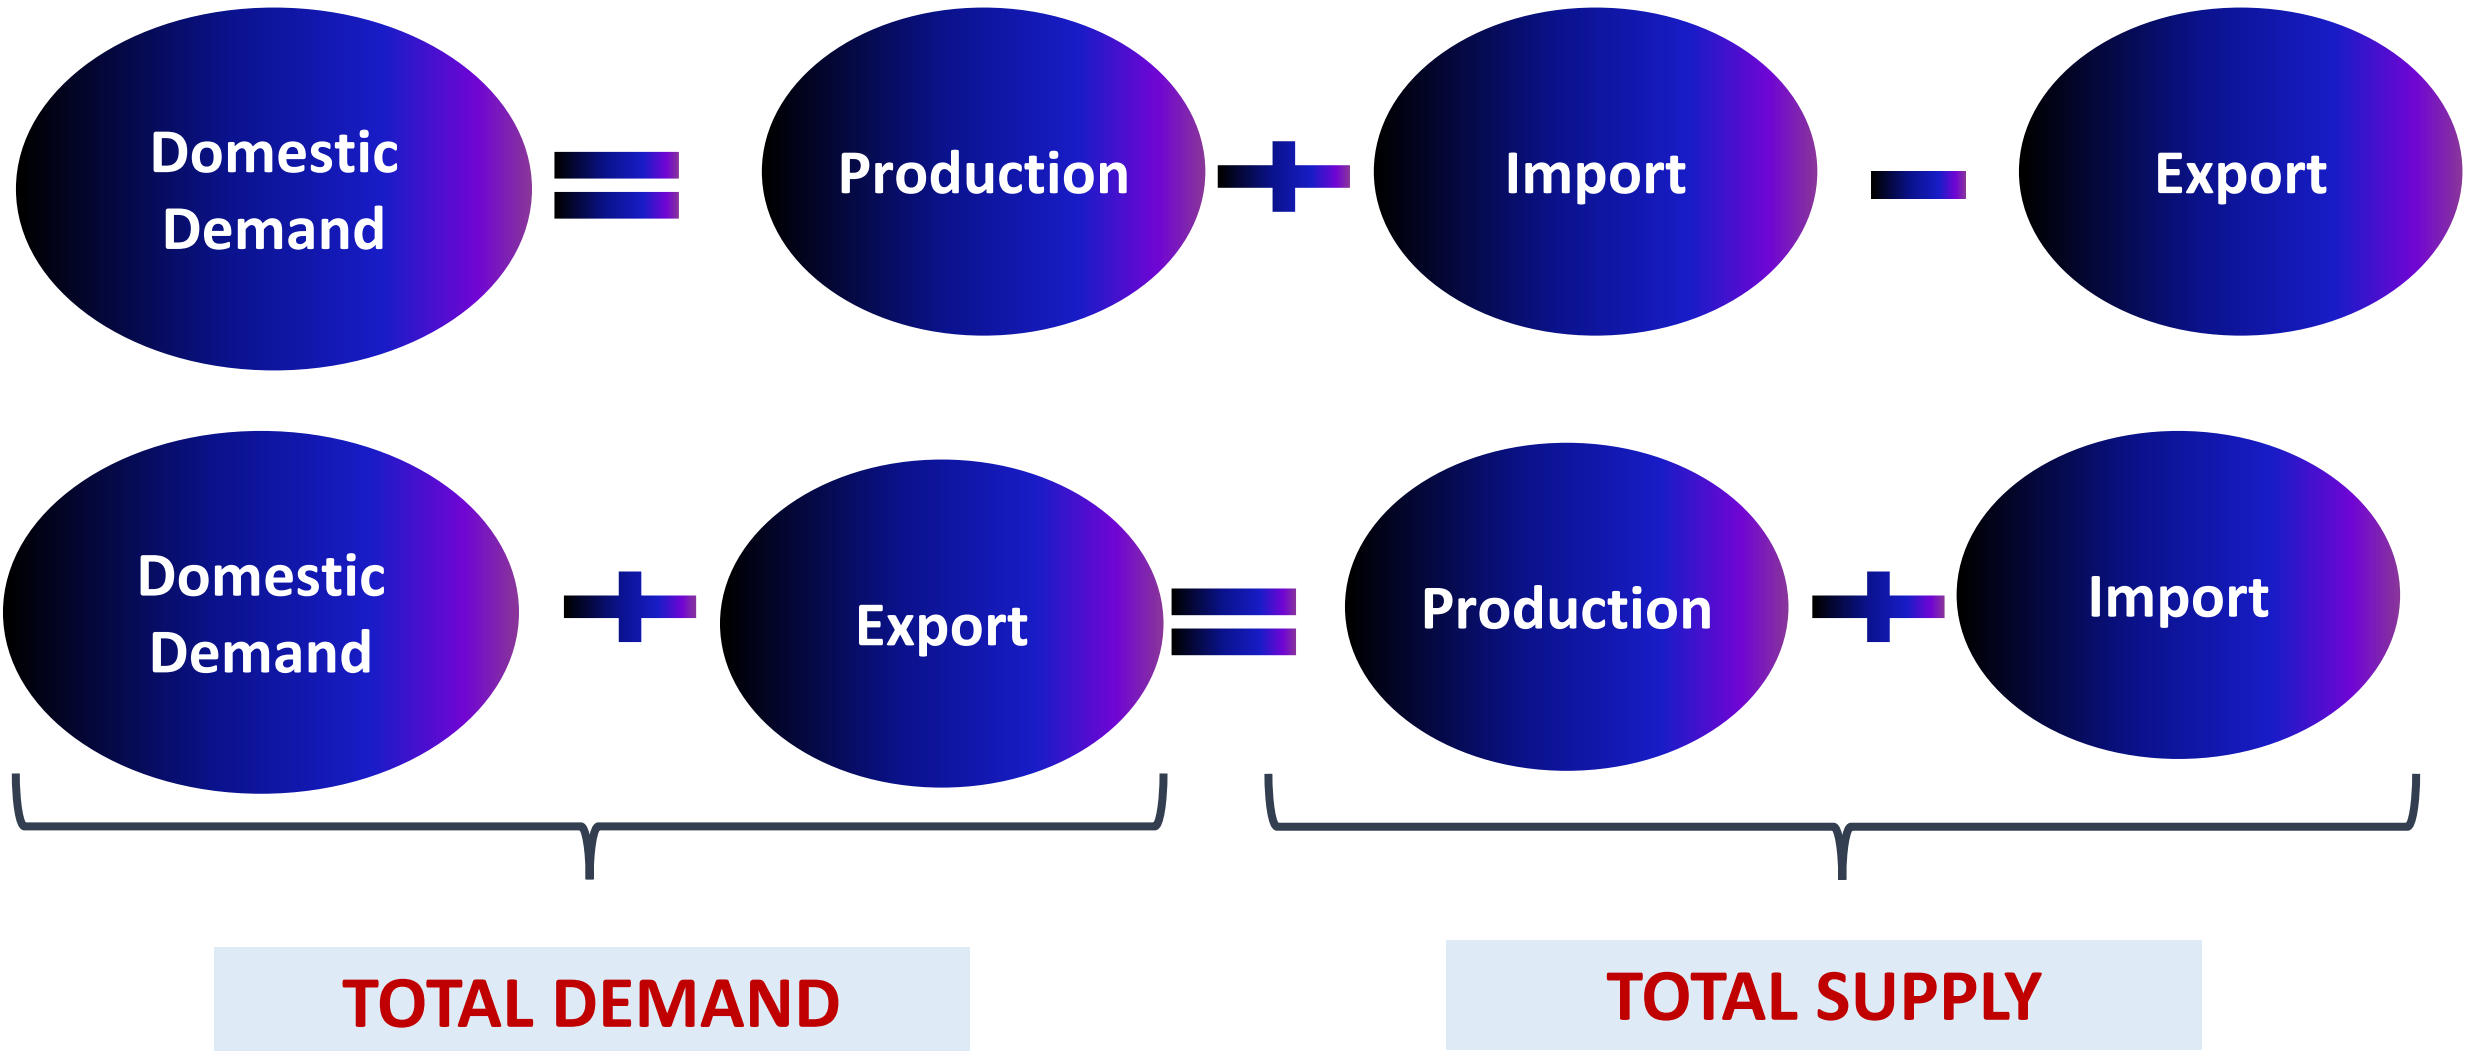 Domestic
Demand
=
Production
+
Import
-
Export
Domestic
Demand
+
Export
=
Production
+
Import
TOTAL DEMAND
TOTAL SUPPLY